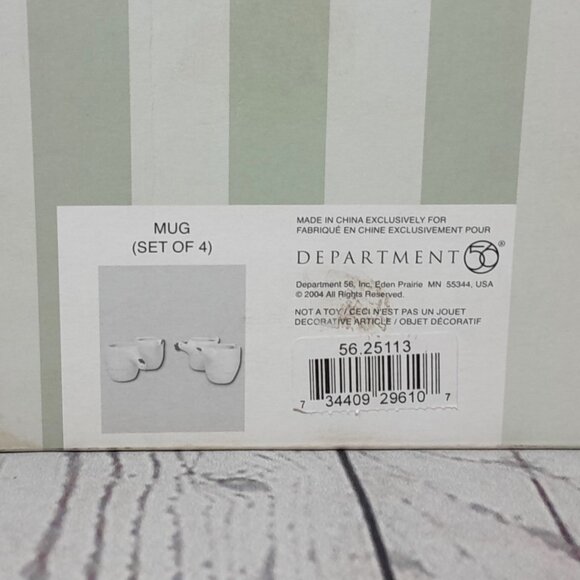 MUG
(SET OF 4)
MADE IN CHINA EXCLUSIVELY FOR
FABRIQUÉ EN CHINE EXCLUSIVEMENT POUR
DEPARTMENT 56®
Department 56, Inc. Eden Prairie MN 55344, USA
© 2004 All Rights Reserved.
NOT A TOY / CECI N'EST PAS UN JOUET
DECORATIVE ARTICLE / OBJET DÉCORATIF
56.25113
7 34409 29610 7